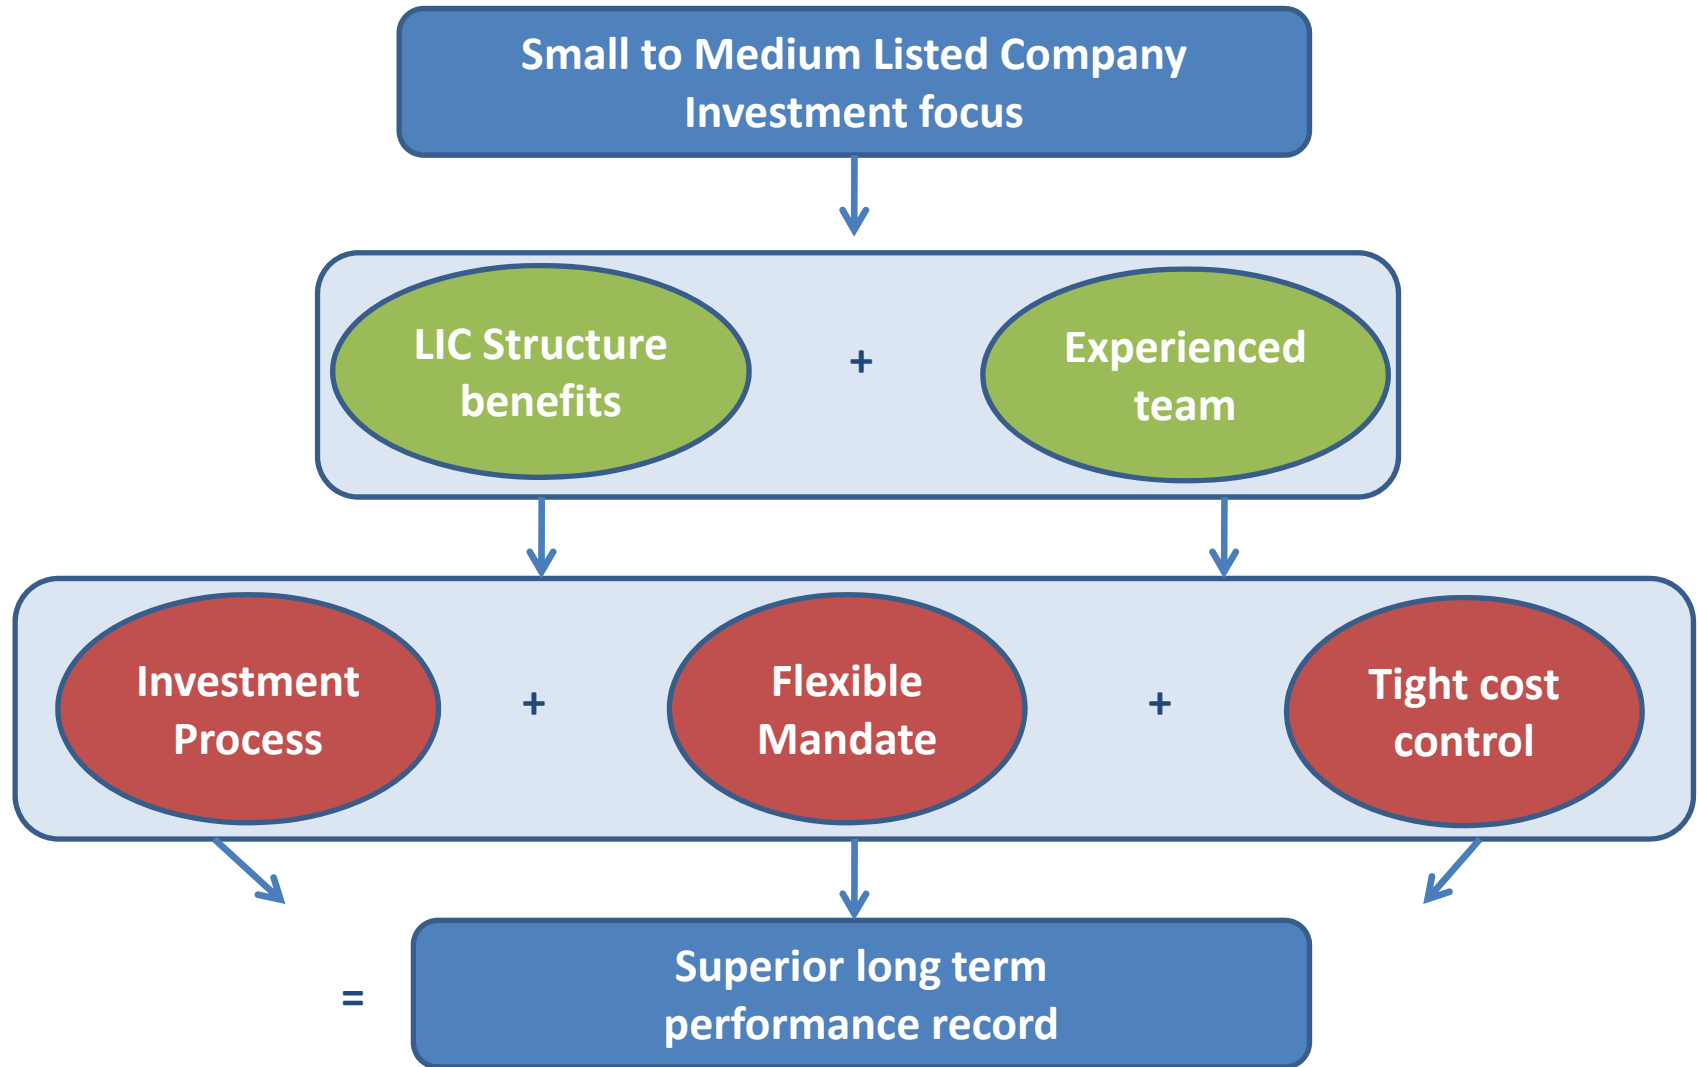 Small to Medium Listed Company
Investment focus
LIC Structure
benefits
+
Experienced
team
Investment
Process
+
Flexible
Mandate
+
Tight cost
control
=
Superior long term
performance record